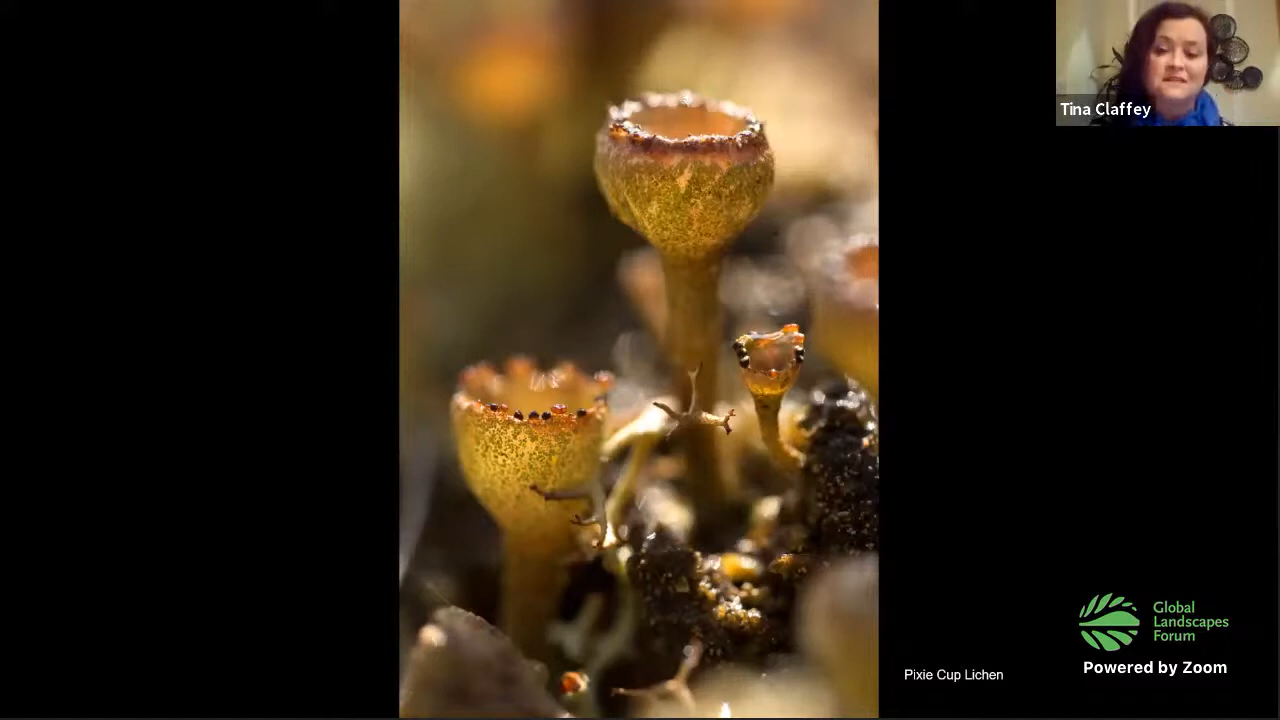 Tina Claffey
Global
Landscapes
Forum
Powered by Zoom
Pixie Cup Lichen